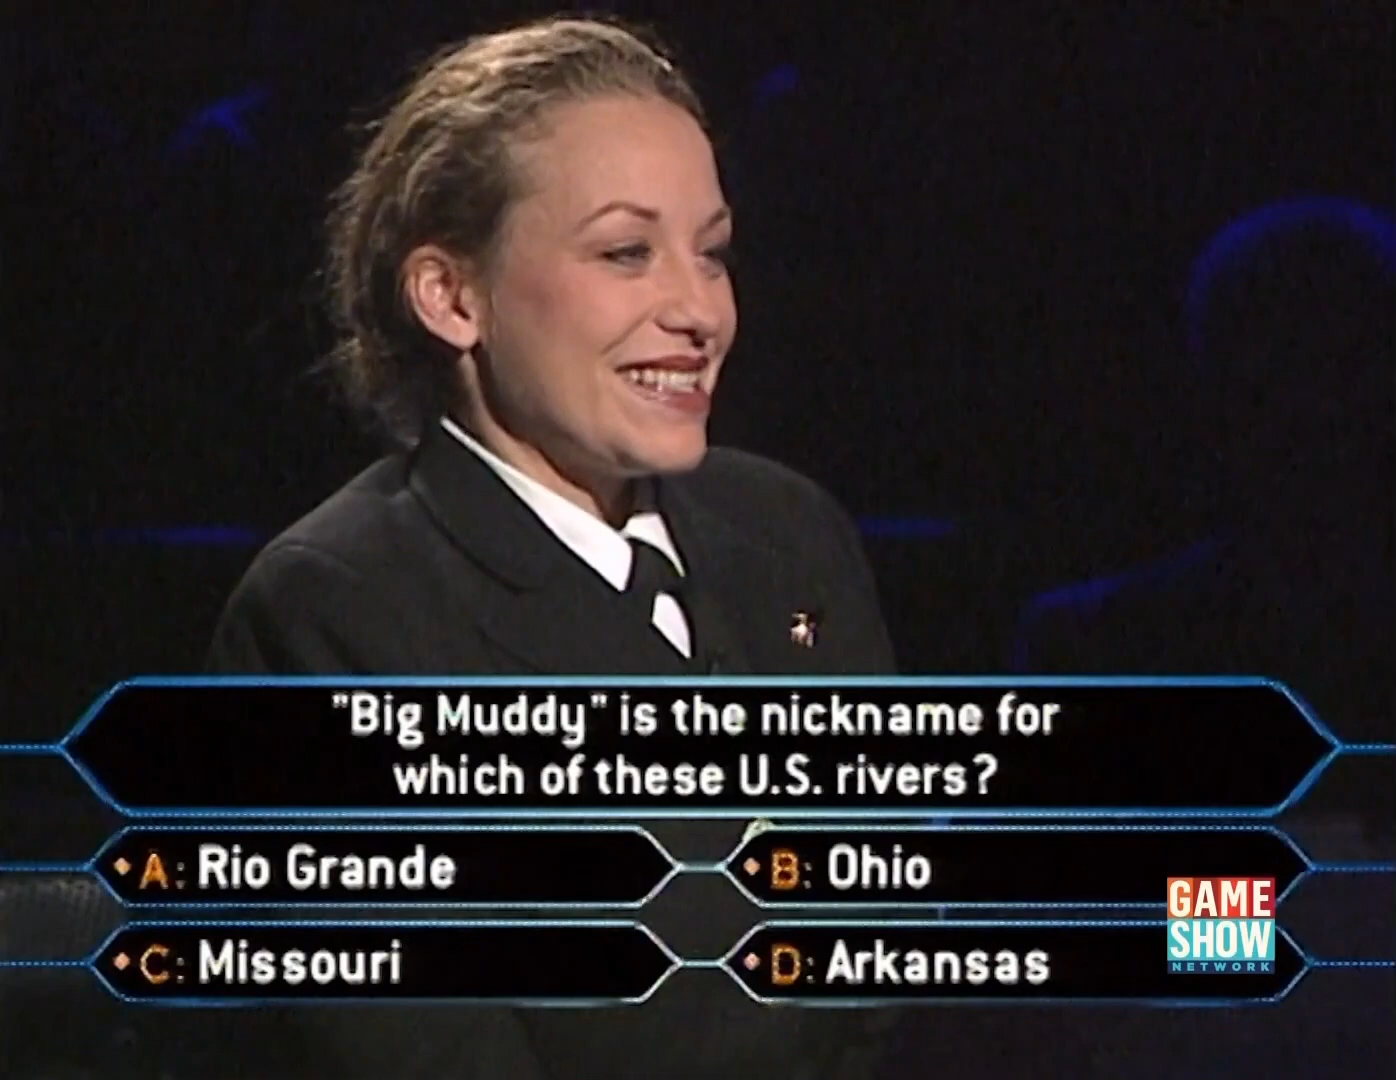 "Big Muddy" is the nickname for
which of these U.S. rivers?
A: Rio Grande
B: Ohio
C: Missouri
D: Arkansas
GAME
SHOW
NETWORK